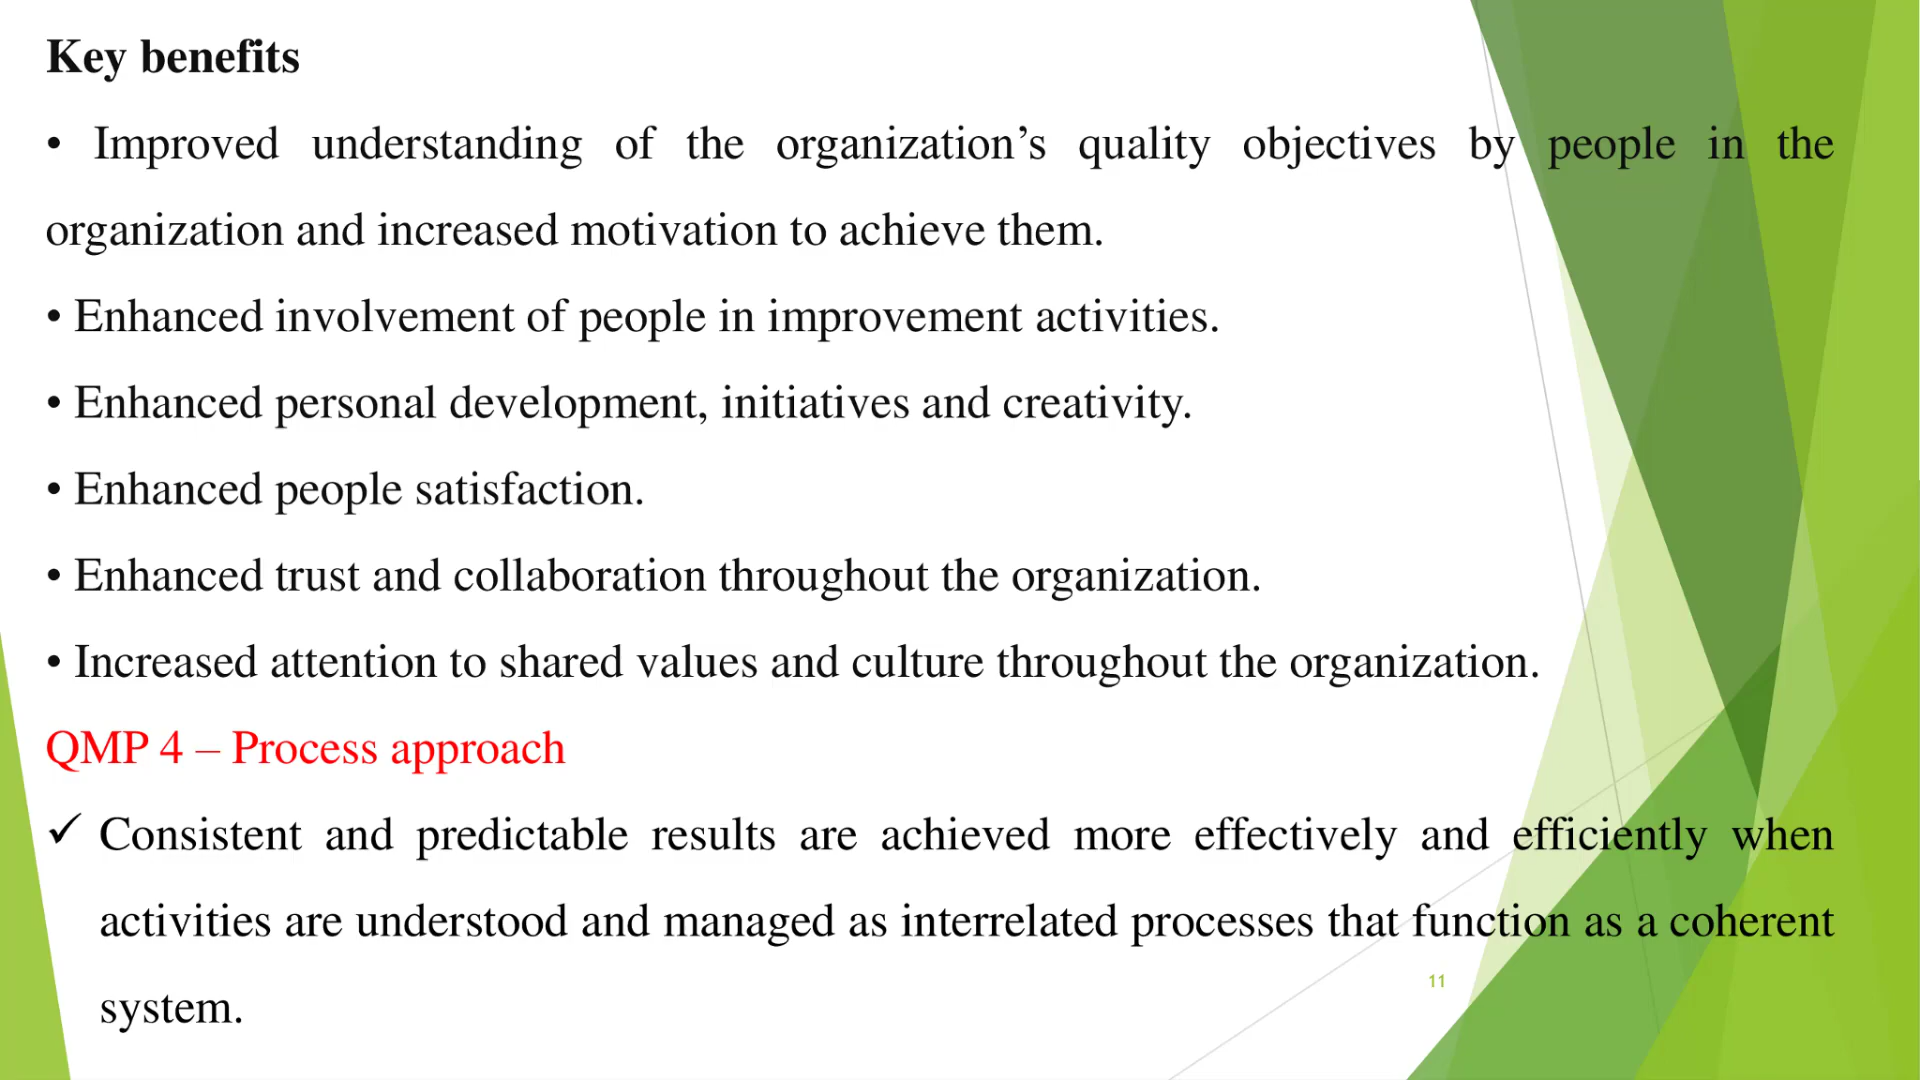 Key benefits
• Improved understanding of the organization’s quality objectives by people in the
organization and increased motivation to achieve them.
• Enhanced involvement of people in improvement activities.
• Enhanced personal development, initiatives and creativity.
• Enhanced people satisfaction.
• Enhanced trust and collaboration throughout the organization.
• Increased attention to shared values and culture throughout the organization.
QMP 4 – Process approach
✓ Consistent and predictable results are achieved more effectively and efficiently when
activities are understood and managed as interrelated processes that function as a coherent
system.
11